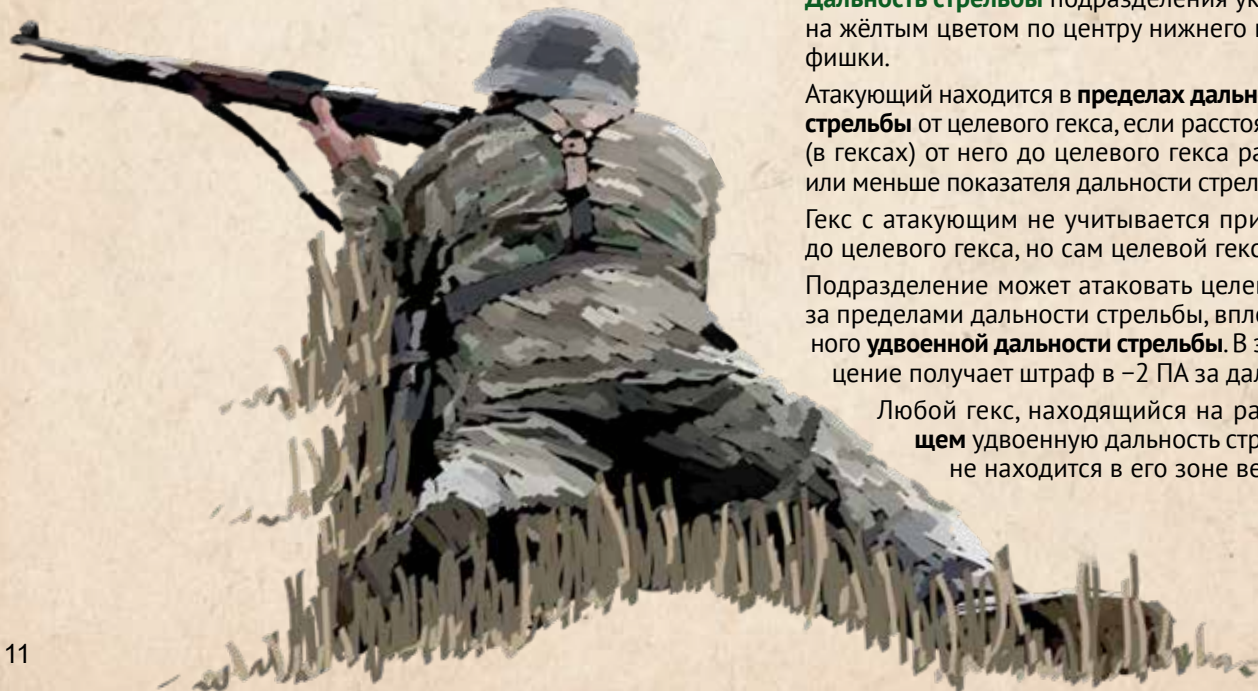 Дальность стрельбы подразделения ук
на жёлтым цветом по центру нижнего
фишки.
Атакующий находится в пределах дальн
стрельбы от целевого гекса, если расстоя
(в гексах) от него до целевого гекса ра
или меньше показателя дальности стрел
Гекс с атакующим не учитывается при
до целевого гекса, но сам целевой гекс
Подразделение может атаковать целе
за пределами дальности стрельбы, впло
ного удвоенной дальности стрельбы. В з
цение получает штраф в −2 ПА за дал
Любой гекс, находящийся на ра
щем удвоенную дальность стр
не находится в его зоне ве
11